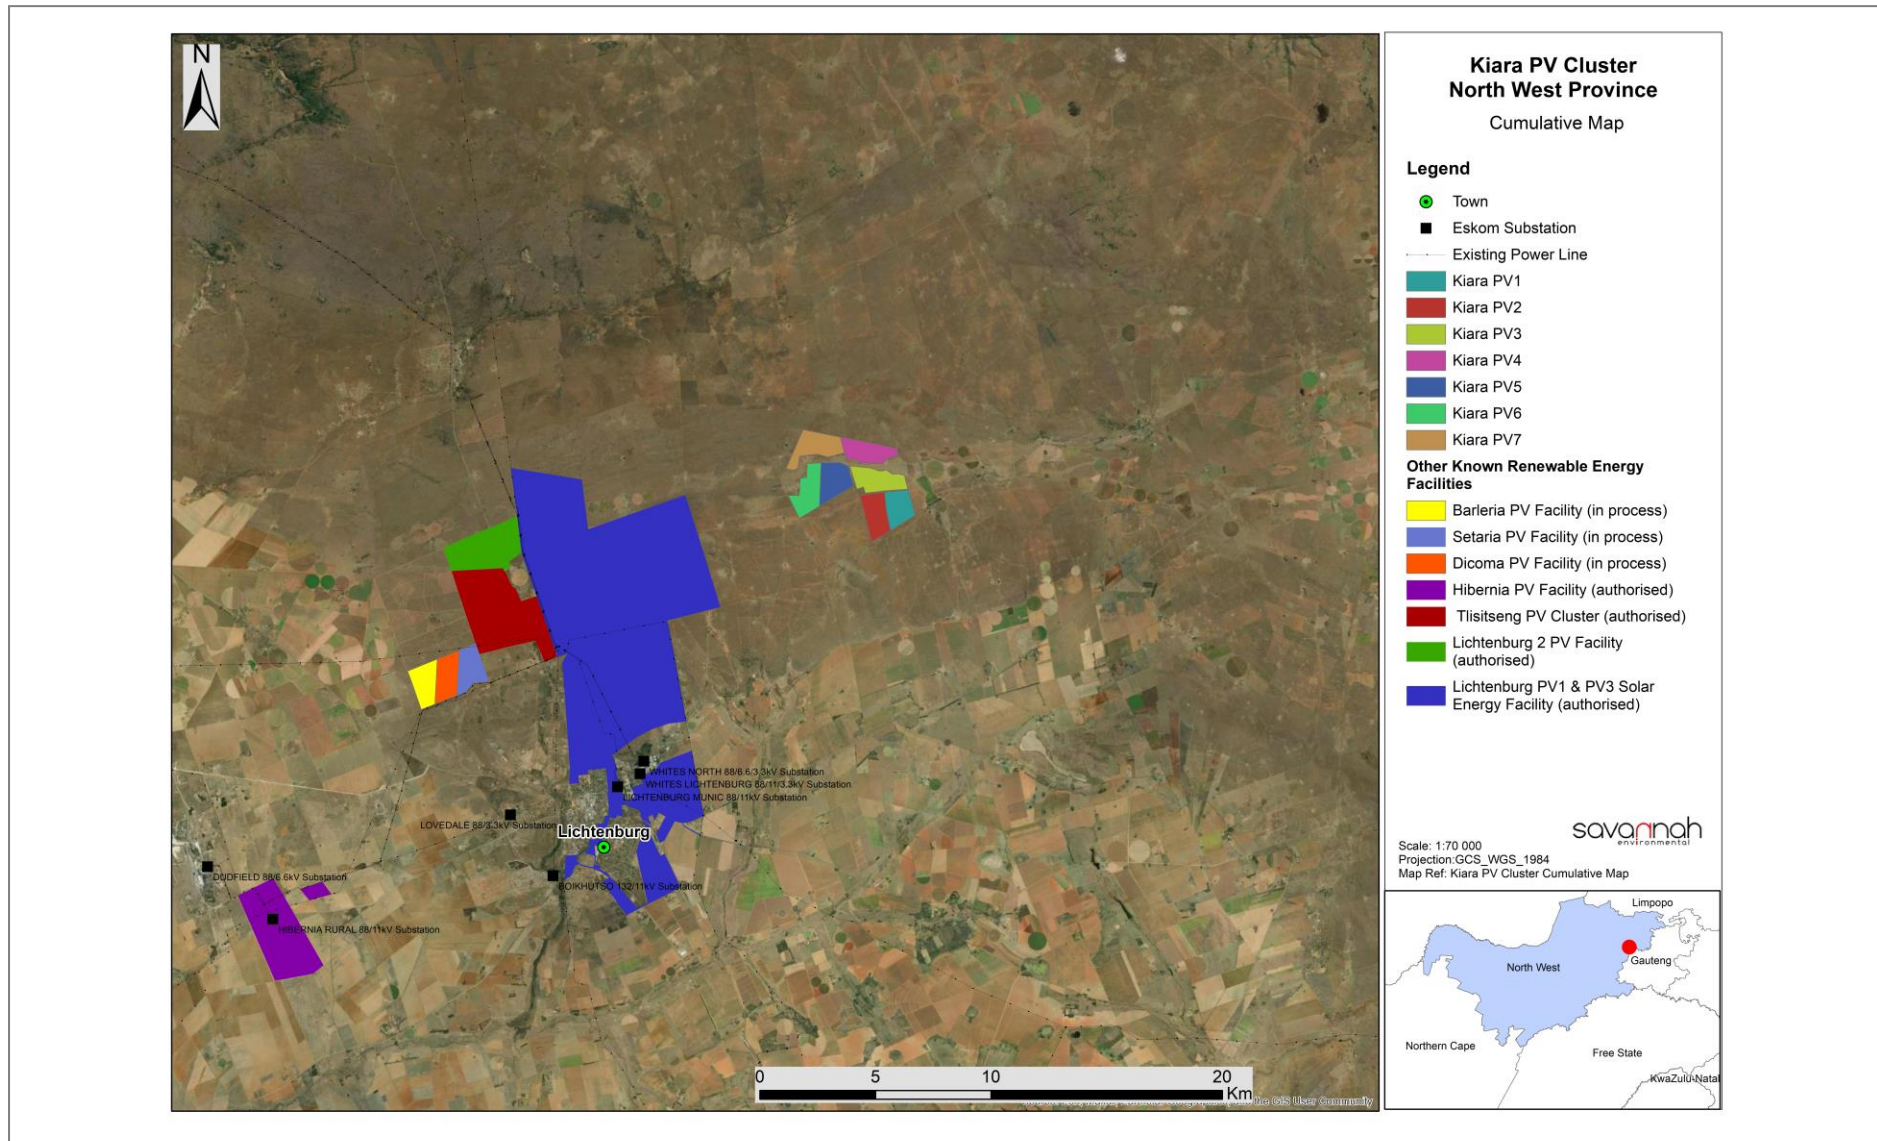 N
Kiara PV Cluster
North West Province
Cumulative Map
Legend
Town
Eskom Substation
Existing Power Line
Kiara PV1
Kiara PV2
Kiara PV3
Kiara PV4
Kiara PV5
Kiara PV6
Kiara PV7
Other Known Renewable Energy
Facilities
Barleria PV Facility (in process)
Setaria PV Facility (in process)
Dicoma PV Facility (in process)
Hibernia PV Facility (authorised)
Tlisitseng PV Cluster (authorised)
Lichtenburg 2 PV Facility
(authorised)
Lichtenburg PV1 & PV3 Solar
Energy Facility (authorised)
WHITES NORTH 88/6.6/3.3kV Substation
WHITES LICHTENBURG 88/11/3.3kV Substation
LICHTENBURG MUNIC 88/11kV Substation
LOVEDALE 88/3.3kV Substation
Lichtenburg
DUDFIELD 88/6.6kV Substation
BOIKHUTSO 132/11kV Substation
HIBERNIA RURAL 88/11kV Substation
0 5 10 20
Km
the GIS User Community
savannah
environmental
Scale: 1:70 000
Projection:GCS_WGS_1984
Map Ref: Kiara PV Cluster Cumulative Map
Limpopo
North West
Gauteng
Northern Cape
Free State
KwaZulu-Natal